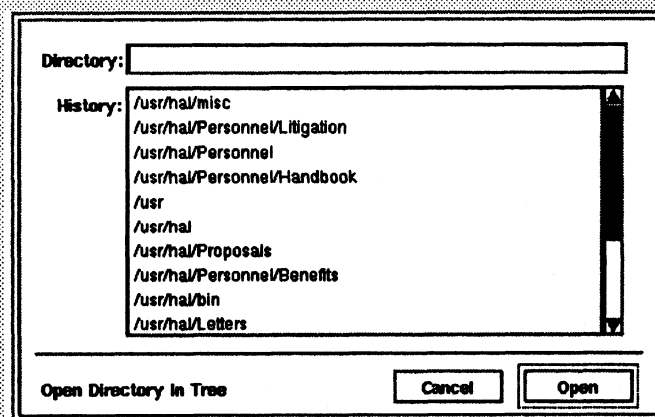 Directory:
History:
/usr/hal/misc
/usr/hal/Personnel/Litigation
/usr/hal/Personnel
/usr/hal/Personnel/Handbook
/usr
/usr/hal
/usr/hal/Proposals
/usr/hal/Personnel/Benefits
/usr/hal/bin
/usr/hal/Letters
Open Directory in Tree
Cancel
Open